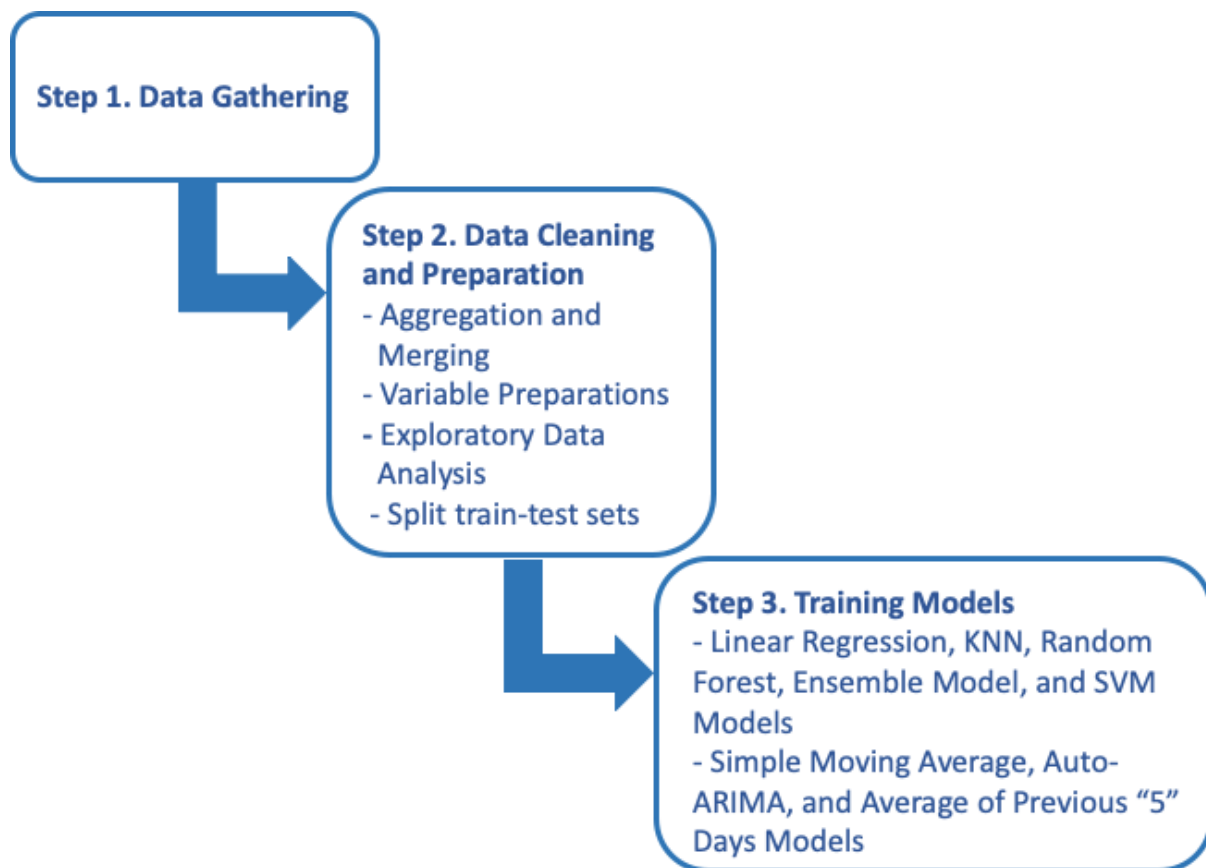 Step 1. Data Gathering
Step 2. Data Cleaning
and Preparation
- Aggregation and
Merging
- Variable Preparations
- Exploratory Data
Analysis
- Split train-test sets
Step 3. Training Models
- Linear Regression, KNN, Random
Forest, Ensemble Model, and SVM
Models
- Simple Moving Average, Auto-
ARIMA, and Average of Previous “5”
Days Models